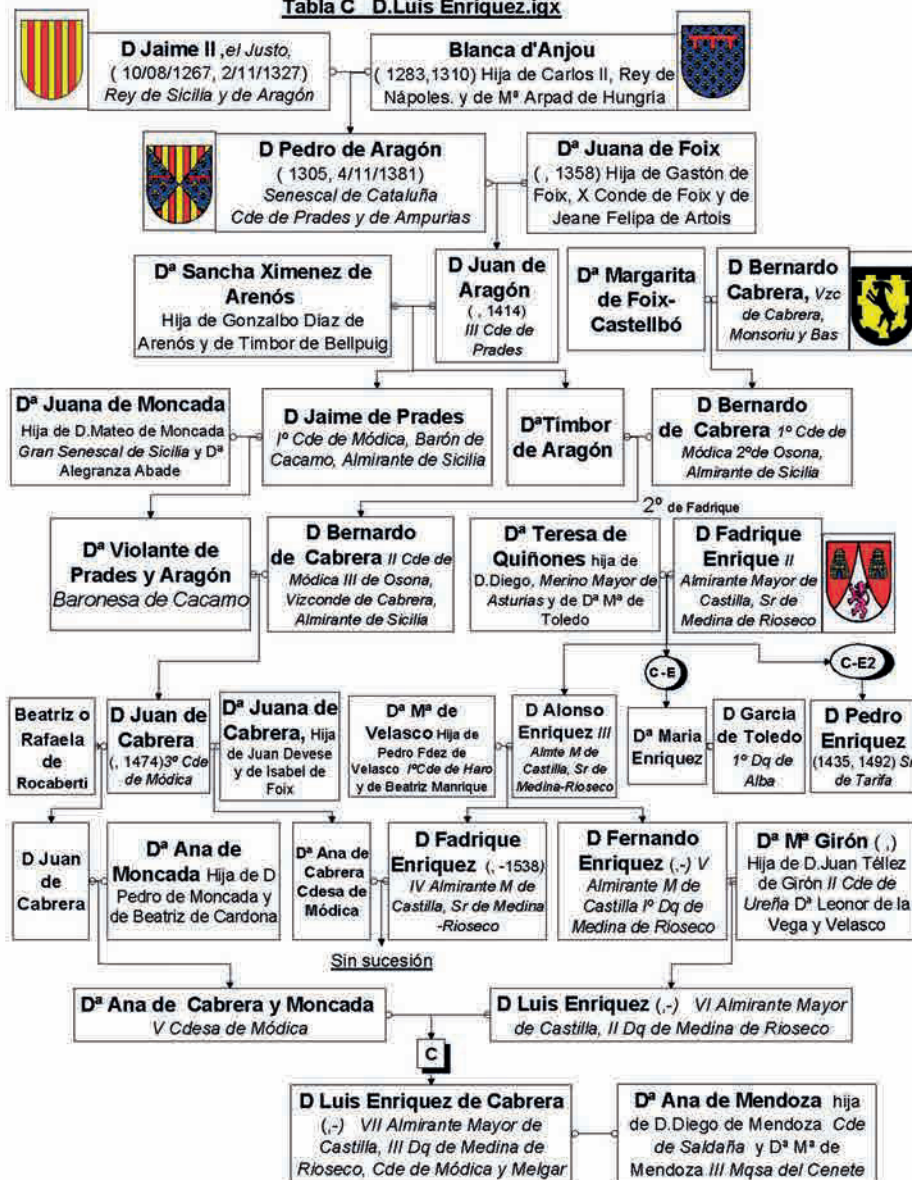 Tabla C D.Luis Enriquez.igx
D Jaime II ,el Justo,
( 10/08/1267, 2/11/1327)
Rey de Sicilia y de Aragón
Blanca d'Anjou
( 1283,1310) Hija de Carlos II, Rey de
Nápoles. y de Mª Arpad de Hungría
D Pedro de Aragón
( 1305, 4/11/1381)
Senescal de Cataluña
Cde de Prades y de Ampurias
Dª Juana de Foix
(, 1358) Hija de Gastón de
Foix, X Conde de Foix y de
Jeane Felipa de Artois
Dª Sancha Ximenez de
Arenós
Hija de Gonzalbo Diaz de
Arenós y de Timbor de Bellpuig
D Juan de
Aragón
(, 1414)
III Cde de
Prades
Dª Margarita
de Foix-
Castellbó
D Bernardo
Cabrera, Vzc
de Cabrera,
Monsoriu y Bas
Dª Juana de Moncada
Hija de D.Mateo de Moncada
Gran Senescal de Sicilia y Dª
Alegranza Abade
D Jaime de Prades
Iº Cde de Módica, Barón de
Cacamo, Almirante de Sicilia
DªTimbor
de Aragón
D Bernardo
de Cabrera 1º Cde de
Módica 2ºde Osona,
Almirante de Sicilia
2º de Fadrique
Dª Violante de
Prades y Aragón
Baronesa de Cacamo
D Bernardo
de Cabrera II Cde de
Módica III de Osona,
Vizconde de Cabrera,
Almirante de Sicilia
Dª Teresa de
Quiñones hija de
D.Diego, Merino Mayor de
Asturias y de Dª Mª de
Toledo
D Fadrique
Enrique II
Almirante Mayor de
Castilla, Sr de
Medina de Rioseco
C-E
C-E2
Beatriz o
Rafaela
de
Rocaberti
D Juan de
Cabrera
(, 1474)3º Cde
de Módica
Dª Juana de
Cabrera, Hija
de Juan Devese
y de Isabel de
Foix
Dª Mª de
Velasco Hija de
Pedro Fdez de
Velasco IºCde de Haro
y de Beatriz Manrique
D Alonso
Enriquez III
Almte M de
Castilla, Sr de
Medina-Rioseco
Dª Maria
Enriquez
D Garcia
de Toledo
1º Dq de
Alba
D Pedro
Enriquez
(1435, 1492) Sr
de Tarifa
D Juan
de
Cabrera
Dª Ana de
Moncada Hija de D
Pedro de Moncada y
de Beatriz de Cardona
Dª Ana de
Cabrera
Cdesa de
Módica
D Fadrique
Enriquez (, -1538)
IV Almirante M de
Castilla, Sr de Medina
-Rioseco
D Fernando
Enriquez (,-) V
Almirante M de
Castilla Iº Dq de
Medina de Rioseco
Dª Mª Girón (,)
Hija de D.Juan Téllez
de Girón II Cde de
Ureña Dª Leonor de la
Vega y Velasco
Sin sucesión
Dª Ana de Cabrera y Moncada
V Cdesa de Módica
D Luis Enriquez (,-) VI Almirante Mayor
de Castilla, II Dq de Medina de Rioseco
C
D Luis Enriquez de Cabrera
(,-) VII Almirante Mayor de
Castilla, III Dq de Medina de
Rioseco, Cde de Módica y Melgar
Dª Ana de Mendoza hija
de D.Diego de Mendoza Cde
de Saldaña y Dª Mª de
Mendoza III Mqsa del Cenete